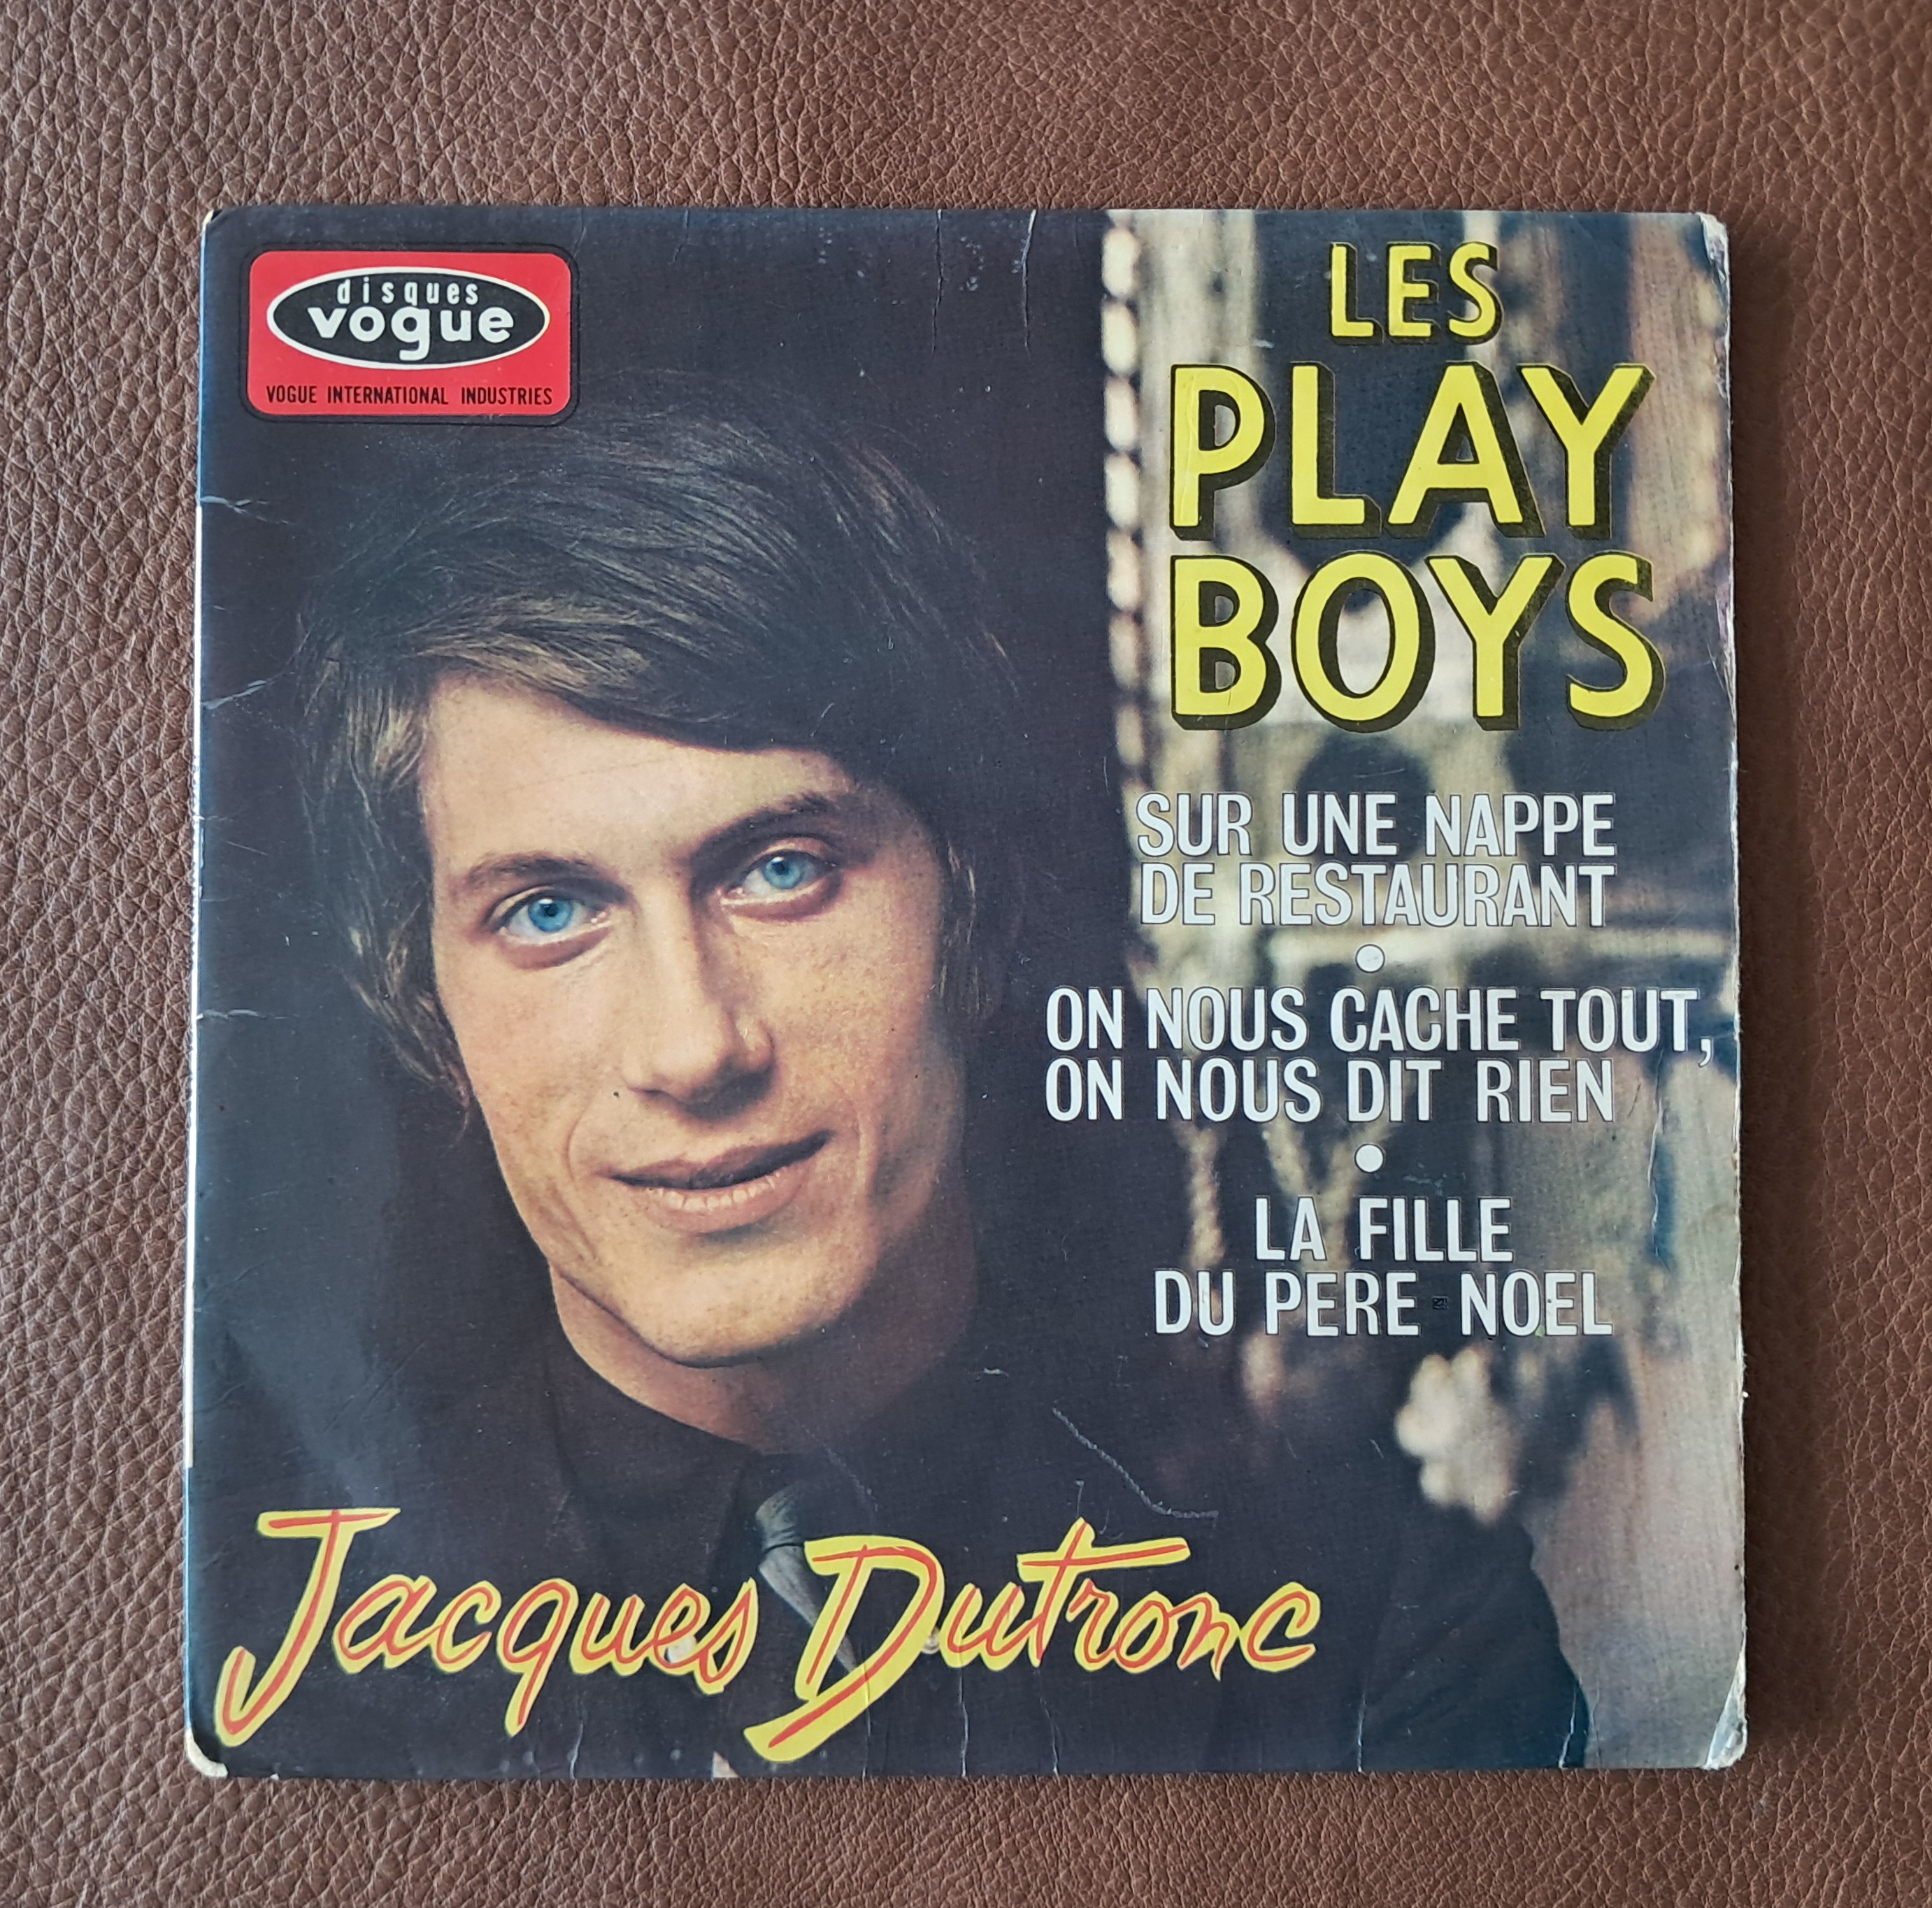 disques
vogue
VOGUE INTERNATIONAL INDUSTRIES
LES
PLAY
BOYS
SUR UNE NAPPE
DE RESTAURANT
ON NOUS CACHE TOUT,
ON NOUS DIT RIEN
LA FILLE
DU PERE NOEL
Jacques Dutronc